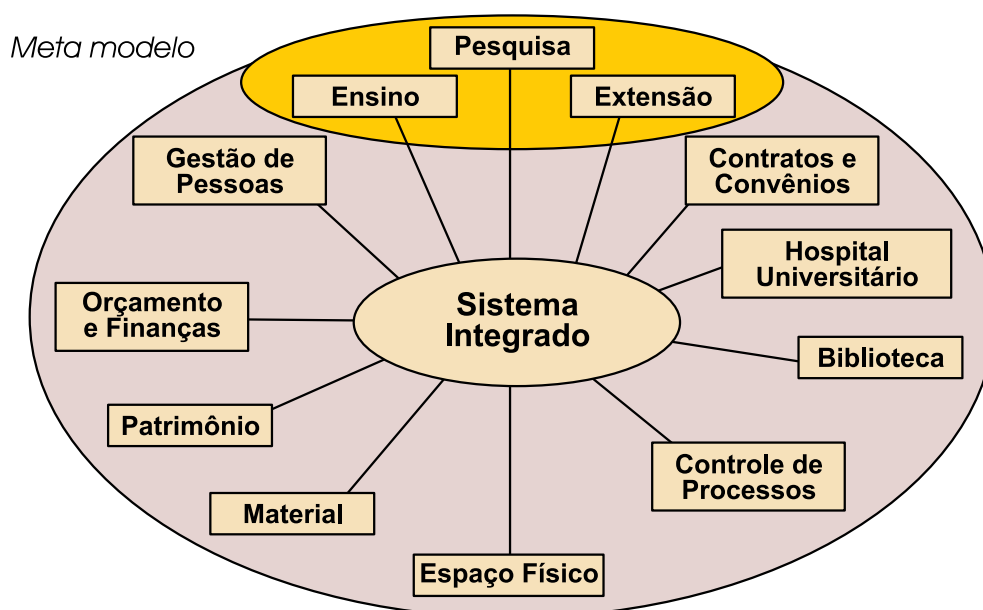 Meta modelo
Pesquisa
Ensino
Extensão
Gestão de
Pessoas
Contratos e
Convênios
Hospital
Universitário
Orçamento
e Finanças
Sistema
Integrado
Biblioteca
Patrimônio
Controle de
Processos
Material
Espaço Físico